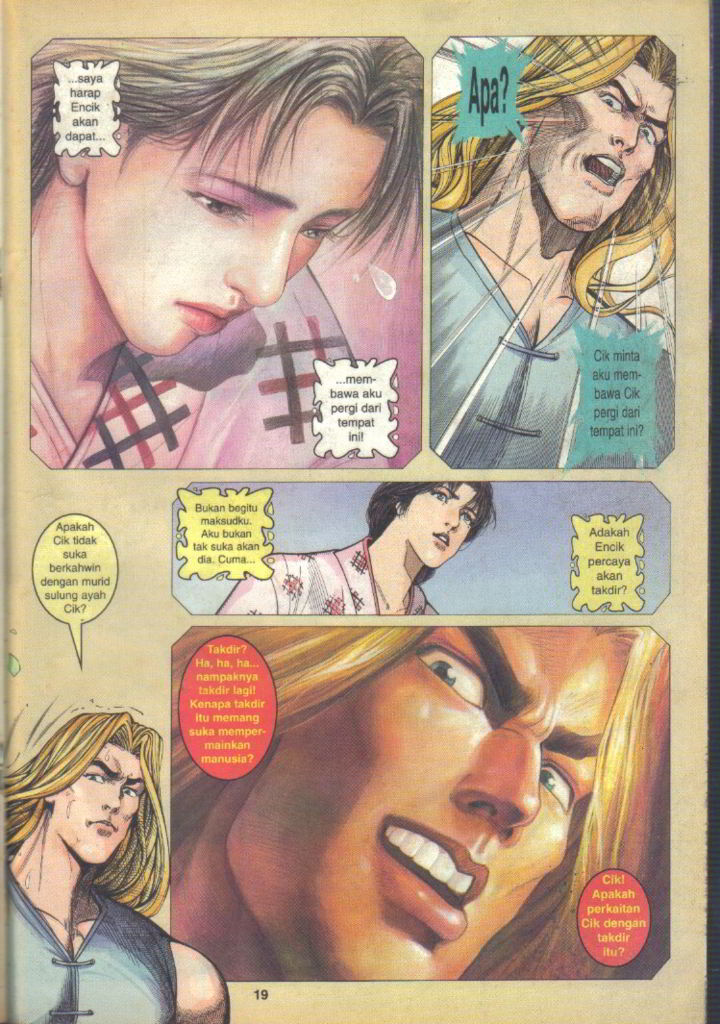 ...saya
harap
Encik
akan
dapat...
...mem-
bawa aku
pergi dari
tempat
ini!
Apa?
Cik minta
aku mem-
bawa Cik
pergi dari
tempat ini?
Apakah
Cik tidak
suka
berkahwin
dengan murid
sulung ayah
Cik?
Bukan begitu
maksudku.
Aku bukan
tak suka akan
dia. Cuma...
Adakah
Encik
percaya
akan
takdir?
Takdir?
Ha, ha, ha...
nampaknya
takdir lagi!
Kenapa takdir
itu memang
suka memper-
mainkan
manusia?
Cik!
Apakah
perkaitan
Cik dengan
takdir
itu?
19